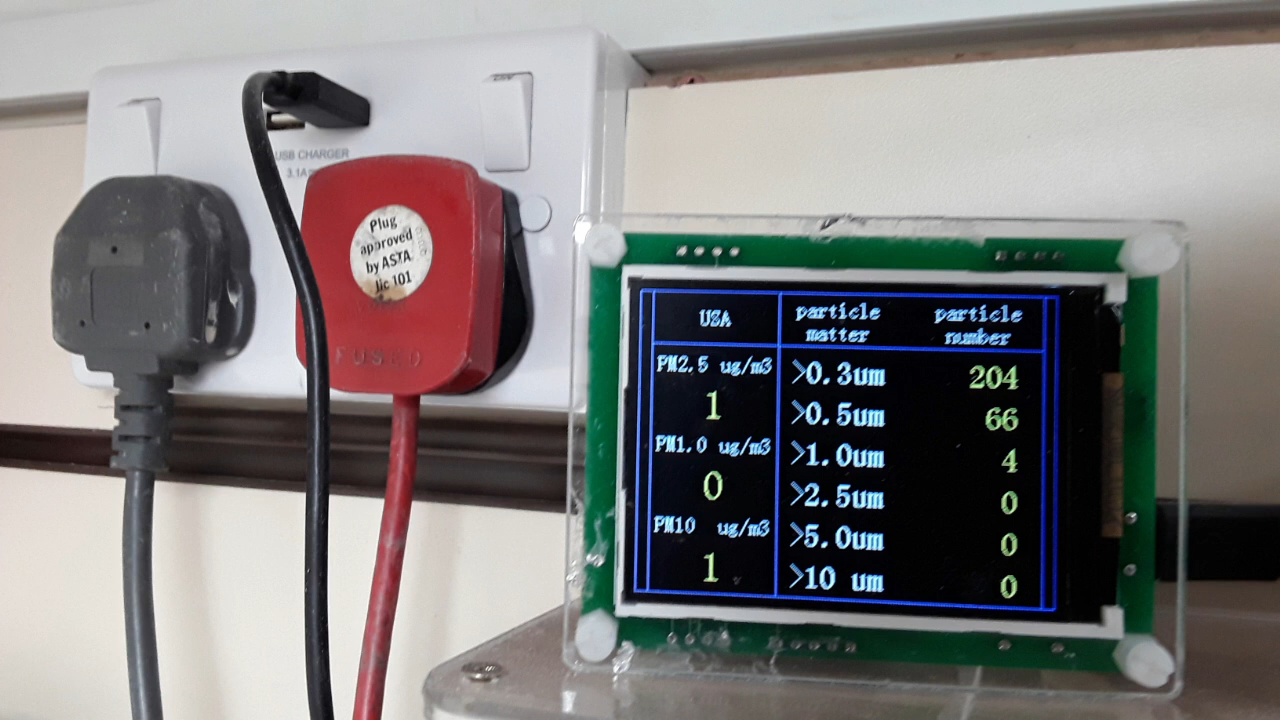 USB CHARGER
3.1A
Plug
approved
by ASTA
lic 101
FUSED
USA
particle
matter
particle
number
PM2.5 ug/m3
1
PM1.0 ug/m3
0
PM10 ug/m3
1
>0.3um 204
>0.5um 66
>1.0um 4
>2.5um 0
>5.0um 0
>10 um 0